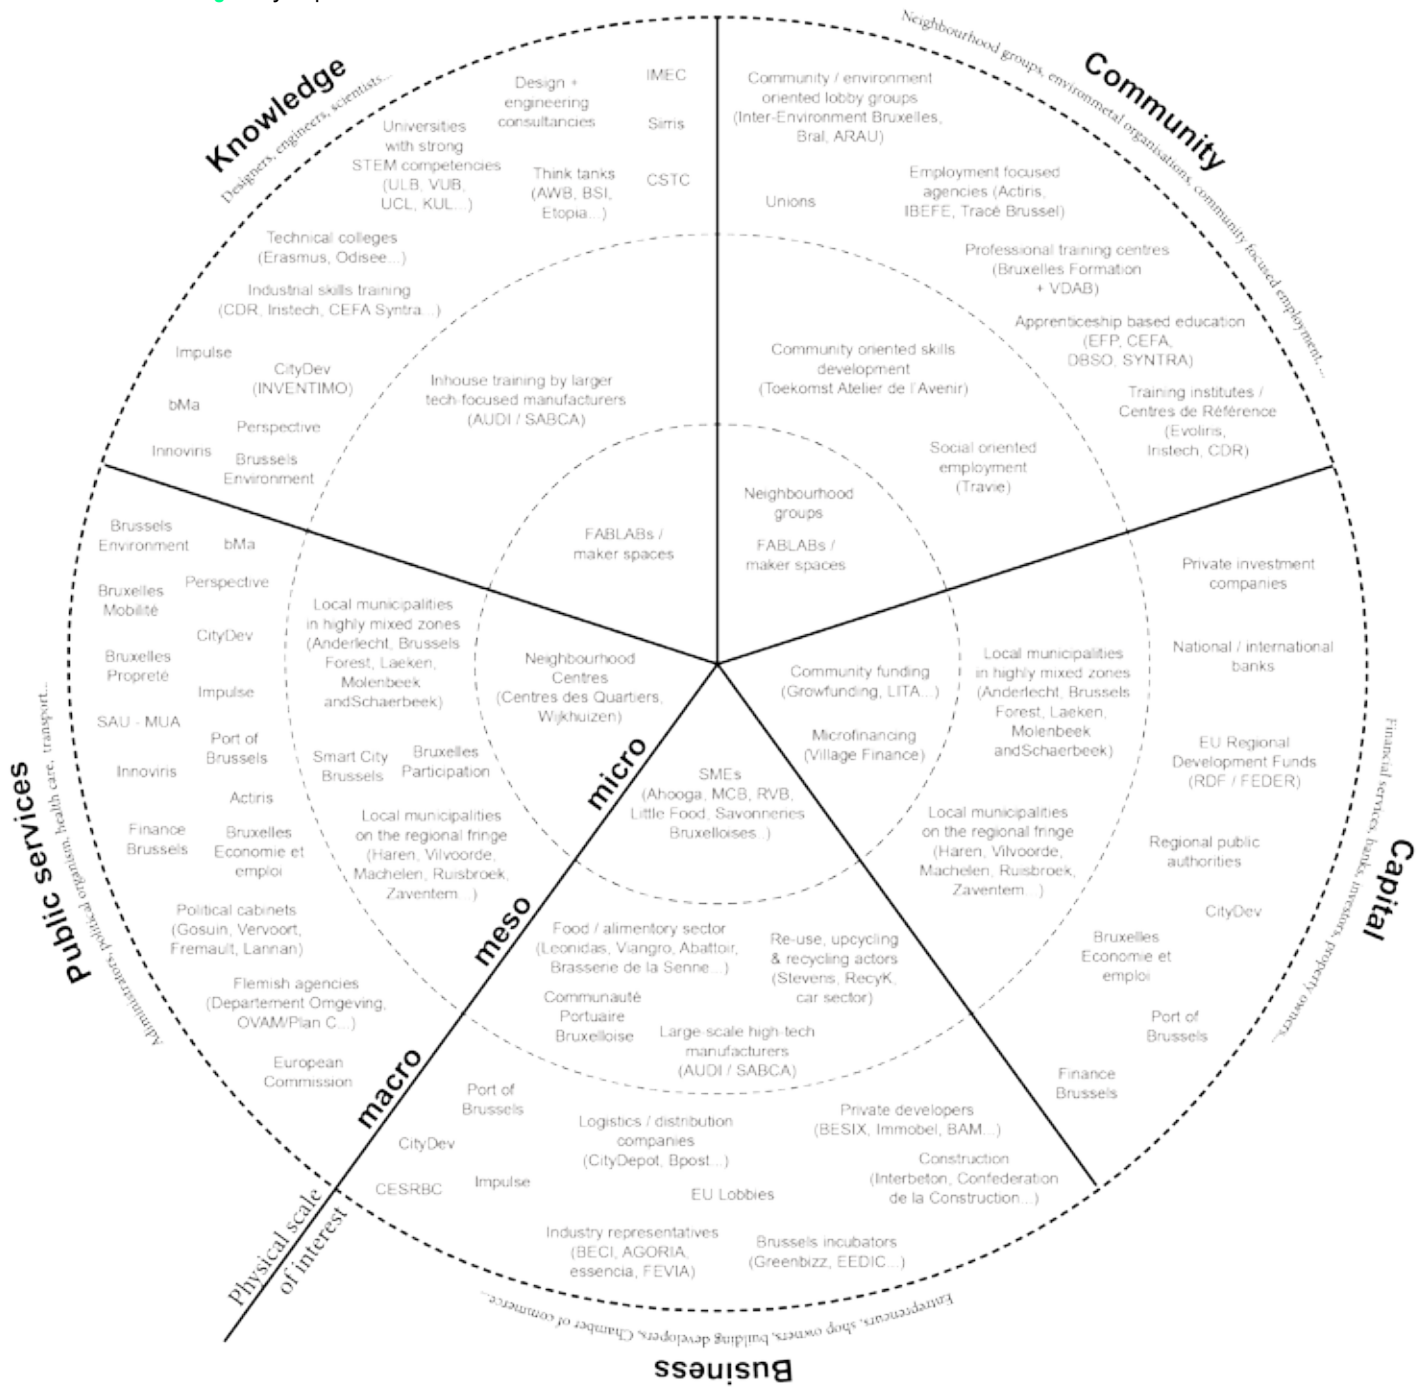 Knowledge
Designers, engineers, scientists...
IMEC
Design +
engineering
consultancies
Sirris
Universities
with strong
STEM competencies
(ULB, VUB,
UCL, KUL...)
Think tanks
(AWB, BSI,
Etopia...)
CSTC
Technical colleges
(Erasmus, Odisee...)
Industrial skills training
(CDR, Iristech, CEFA Syntra...)
Impulse
CityDev
(INVENTIMO)
bMa
Perspective
Innoviris
Brussels
Environment
Inhouse training by larger
tech-focused manufacturers
(AUDI / SABCA)
FABLABs /
maker spaces
Community
Neighbourhood groups, environmetal organisations, community focused employment, ...
Community / environment
oriented lobby groups
(Inter-Environment Bruxelles,
Bral, ARAU)
Employment focused
agencies (Actiris,
IBEFE, Tracé Brussel)
Unions
Professional training centres
(Bruxelles Formation
+ VDAB)
Apprenticeship based education
(EFP, CEFA,
DBSO, SYNTRA)
Training institutes /
Centres de Référence
(Evoliris,
Iristech, CDR)
Community oriented skills
development
(Toekomst Atelier de l'Avenir)
Social oriented
employment
(Travie)
Neighbourhood
groups
FABLABs /
maker spaces
Capital
Financial services, banks, investors, property owners...
Private investment
companies
National / international
banks
EU Regional
Development Funds
(RDF / FEDER)
Regional public
authorities
CityDev
Bruxelles
Economie et
emploi
Port of
Brussels
Finance
Brussels
Local municipalities
in highly mixed zones
(Anderlecht, Brussels
Forest, Laeken,
Molenbeek
andSchaerbeek)
Local municipalities
on the regional fringe
(Haren, Vilvoorde,
Machelen, Ruisbroek,
Zaventem...)
Community funding
(Growfunding, LITA...)
Microfinancing
(Village Finance)
Business
Entrepreneurs, shop owners, building developers, Chamber of commerce...
SMEs
(Ahooga, MCB, RVB,
Little Food, Savonneries
Bruxelloises..)
Food / alimentary sector
(Leonidas, Viangro, Abattoir,
Brasserie de la Senne...)
Re-use, upcycling
& recycling actors
(Stevens, RecyK,
car sector)
Communauté
Portuaire
Bruxelloise
Large-scale high-tech
manufacturers
(AUDI / SABCA)
Port of
Brussels
CityDev
CESRBC
Impulse
Logistics / distribution
companies
(CityDepot, Bpost...)
Private developers
(BESIX, Immobel, BAM...)
Construction
(Interbeton, Confederation
de la Construction...)
EU Lobbies
Industry representatives
(BECI, AGORIA,
essencia, FEVIA)
Brussels incubators
(Greenbizz, EEDIC...)
Public services
Administrators, political organism, health care, transport...
Brussels
Environment
bMa
Bruxelles
Mobilité
Perspective
CityDev
Bruxelles
Propreté
Impulse
SAU - MUA
Port of
Brussels
Innoviris
Actiris
Finance
Brussels
Bruxelles
Economie et
emploi
Political cabinets
(Gosuin, Vervoort,
Fremault, Lannan)
Flemish agencies
(Departement Omgeving,
OVAM/Plan C...)
European
Commission
Local municipalities
in highly mixed zones
(Anderlecht, Brussels
Forest, Laeken,
Molenbeek
andSchaerbeek)
Smart City
Brussels
Bruxelles
Participation
Local municipalities
on the regional fringe
(Haren, Vilvoorde,
Machelen, Ruisbroek,
Zaventem...)
Neighbourhood
Centres
(Centres des Quartiers,
Wijkhuizen)
micro
meso
macro
Physical scale
of interest